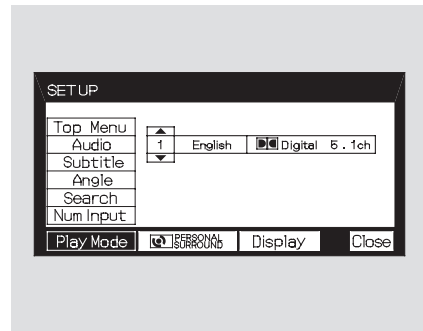 SETUP
Top Menu
Audio
1 English Digital 5.1ch
Subtitle
Angle
Search
Num Input
Play Mode PERSONAL SURROUND Display Close